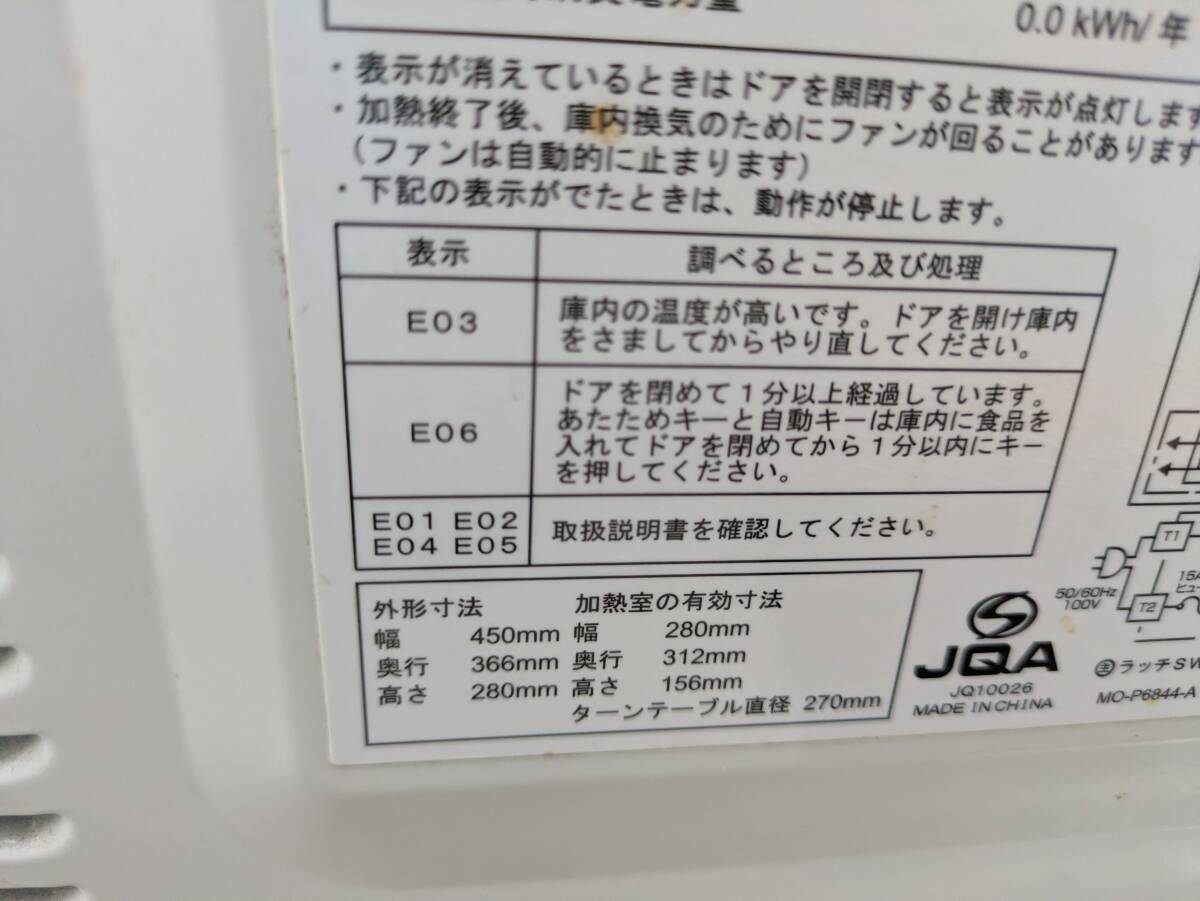 0.0 kWh/年
・表示が消えているときはドアを開閉すると表示が点灯します
・加熱終了後、庫内換気のためにファンが回ることがあります
（ファンは自動的に止まります）
・下記の表示がでたときは、動作が停止します。
表示 調べるところ及び処理
E03 庫内の温度が高いです。ドアを開け庫内
をさましてからやり直してください。
E06 ドアを閉めて1分以上経過しています。
あたためキーと自動キーは庫内に食品を
入れてドアを閉めてから1分以内にキー
を押してください。
E01 E02
E04 E05
取扱説明書を確認してください。
外形寸法
幅 450mm
奥行 366mm
高さ 280mm
加熱室の有効寸法
幅 280mm
奥行 312mm
高さ 156mm
ターンテーブル直径 270mm
JQA
JQ10026
MADE IN CHINA
50/60Hz
100V
T1
T2
15A
ヒュー
主 ラッチSW
MO-P6844-A